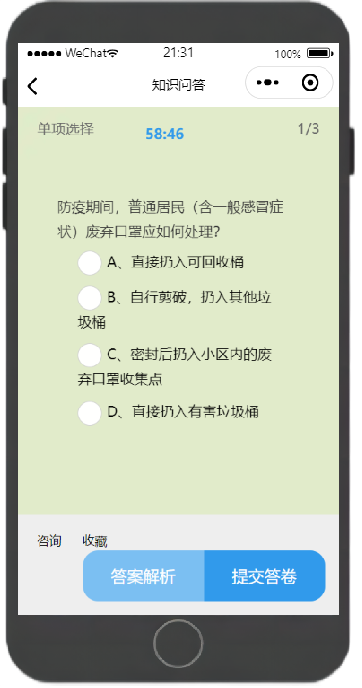 WeChat 21:31 100%
知识问答
单项选择 58:46 1/3
防疫期间，普通居民（含一般感冒症
状）废弃口罩应如何处理？
A、直接扔入可回收桶
B、自行剪破，扔入其他垃
圾桶
C、密封后扔入小区内的废
弃口罩收集点
D、直接扔入有害垃圾桶
咨询 收藏
答案解析 提交答卷